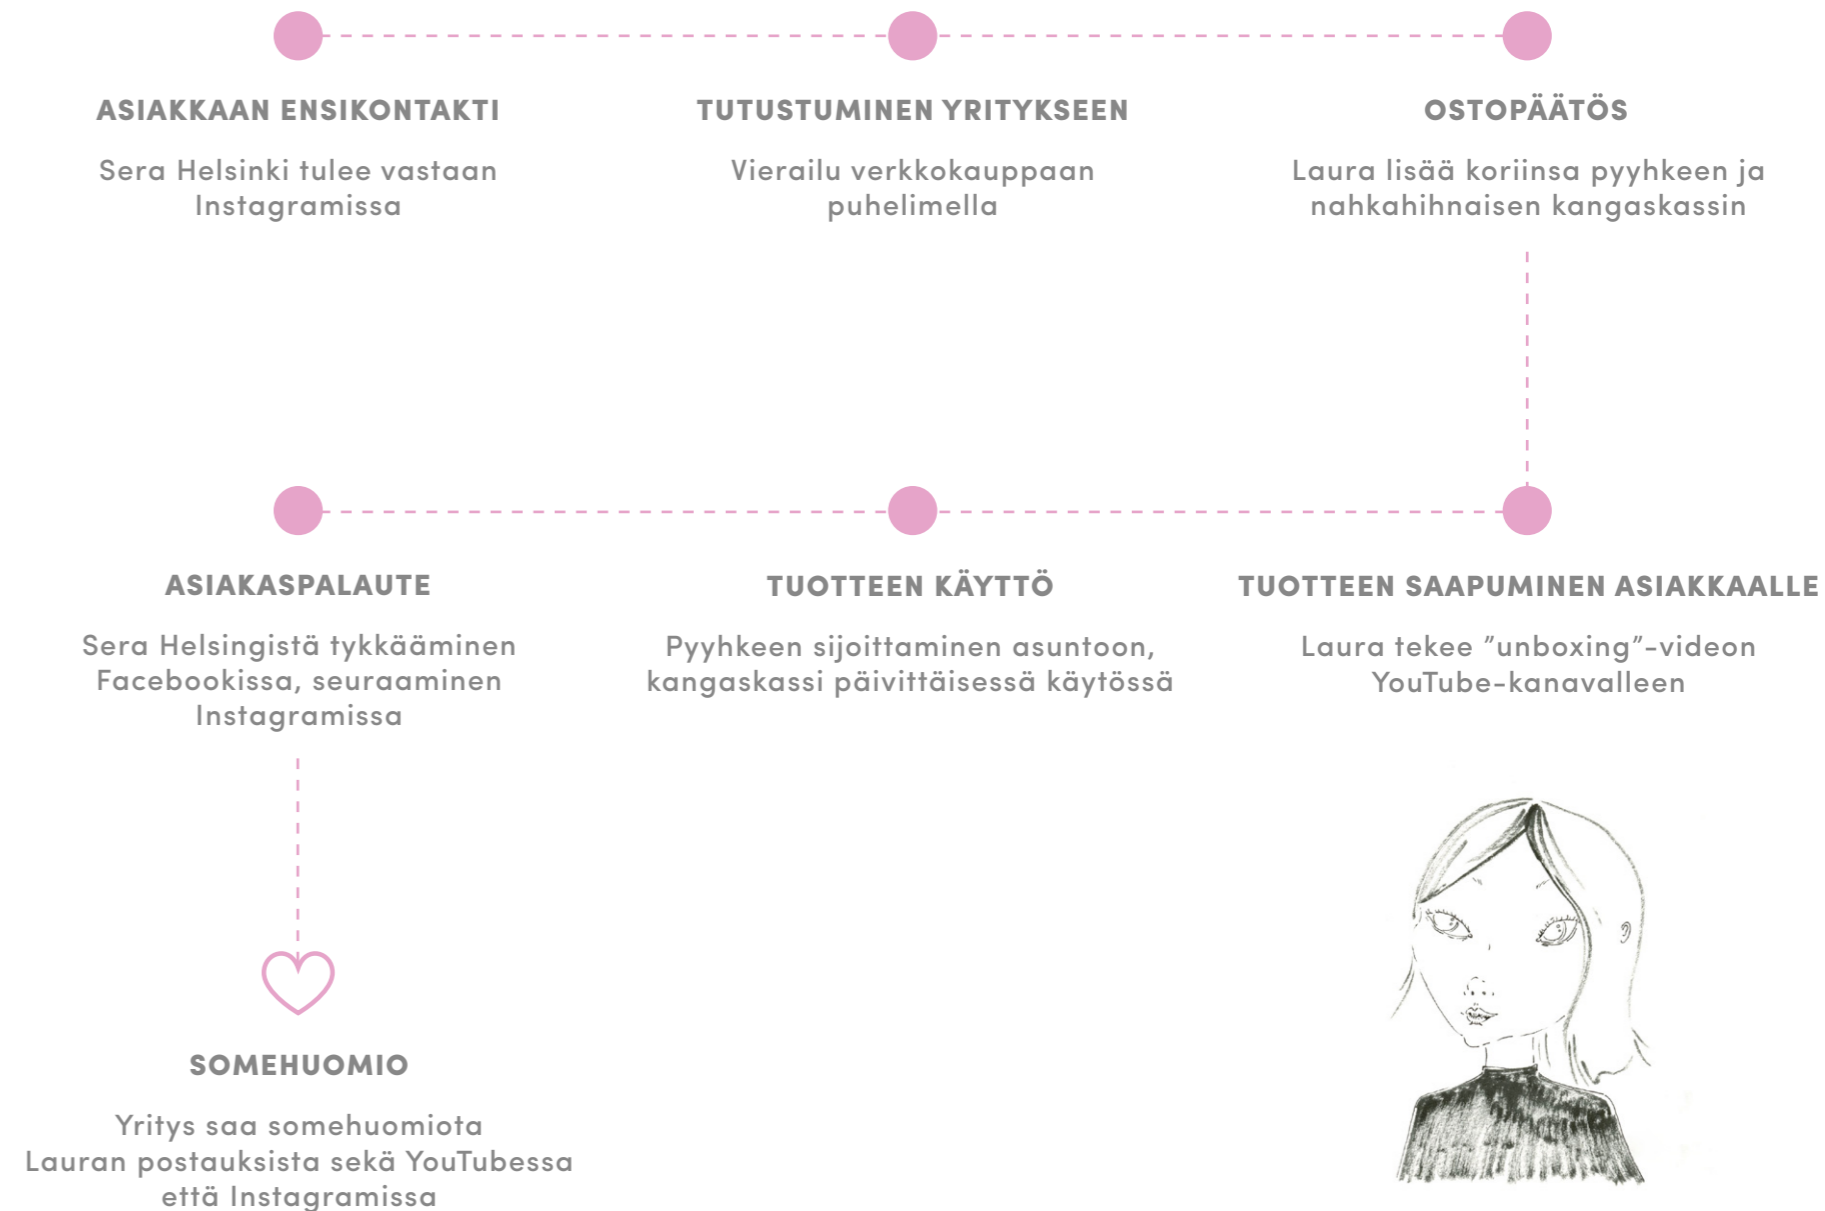 ASIAKKAAN ENSIKONTAKTI
Sera Helsinki tulee vastaan
Instagramissa
TUTUSTUMINEN YRITYKSEEN
Vierailu verkkokauppaan
puhelimella
OSTOPÄÄTÖS
Laura lisää koriinsa pyyhkeen ja
nahkahihnaisen kangaskassin
TUOTTEEN SAAPUMINEN ASIAKKAALLE
Laura tekee ”unboxing”-videon
YouTube-kanavalleen
TUOTTEEN KÄYTTÖ
Pyyhkeen sijoittaminen asuntoon,
kangaskassi päivittäisessä käytössä
ASIAKASPALAUTE
Sera Helsingistä tykkääminen
Facebookissa, seuraaminen
Instagramissa
SOMEHUOMIO
Yritys saa somehuomiota
Lauran postauksista sekä YouTubessa
että Instagramissa